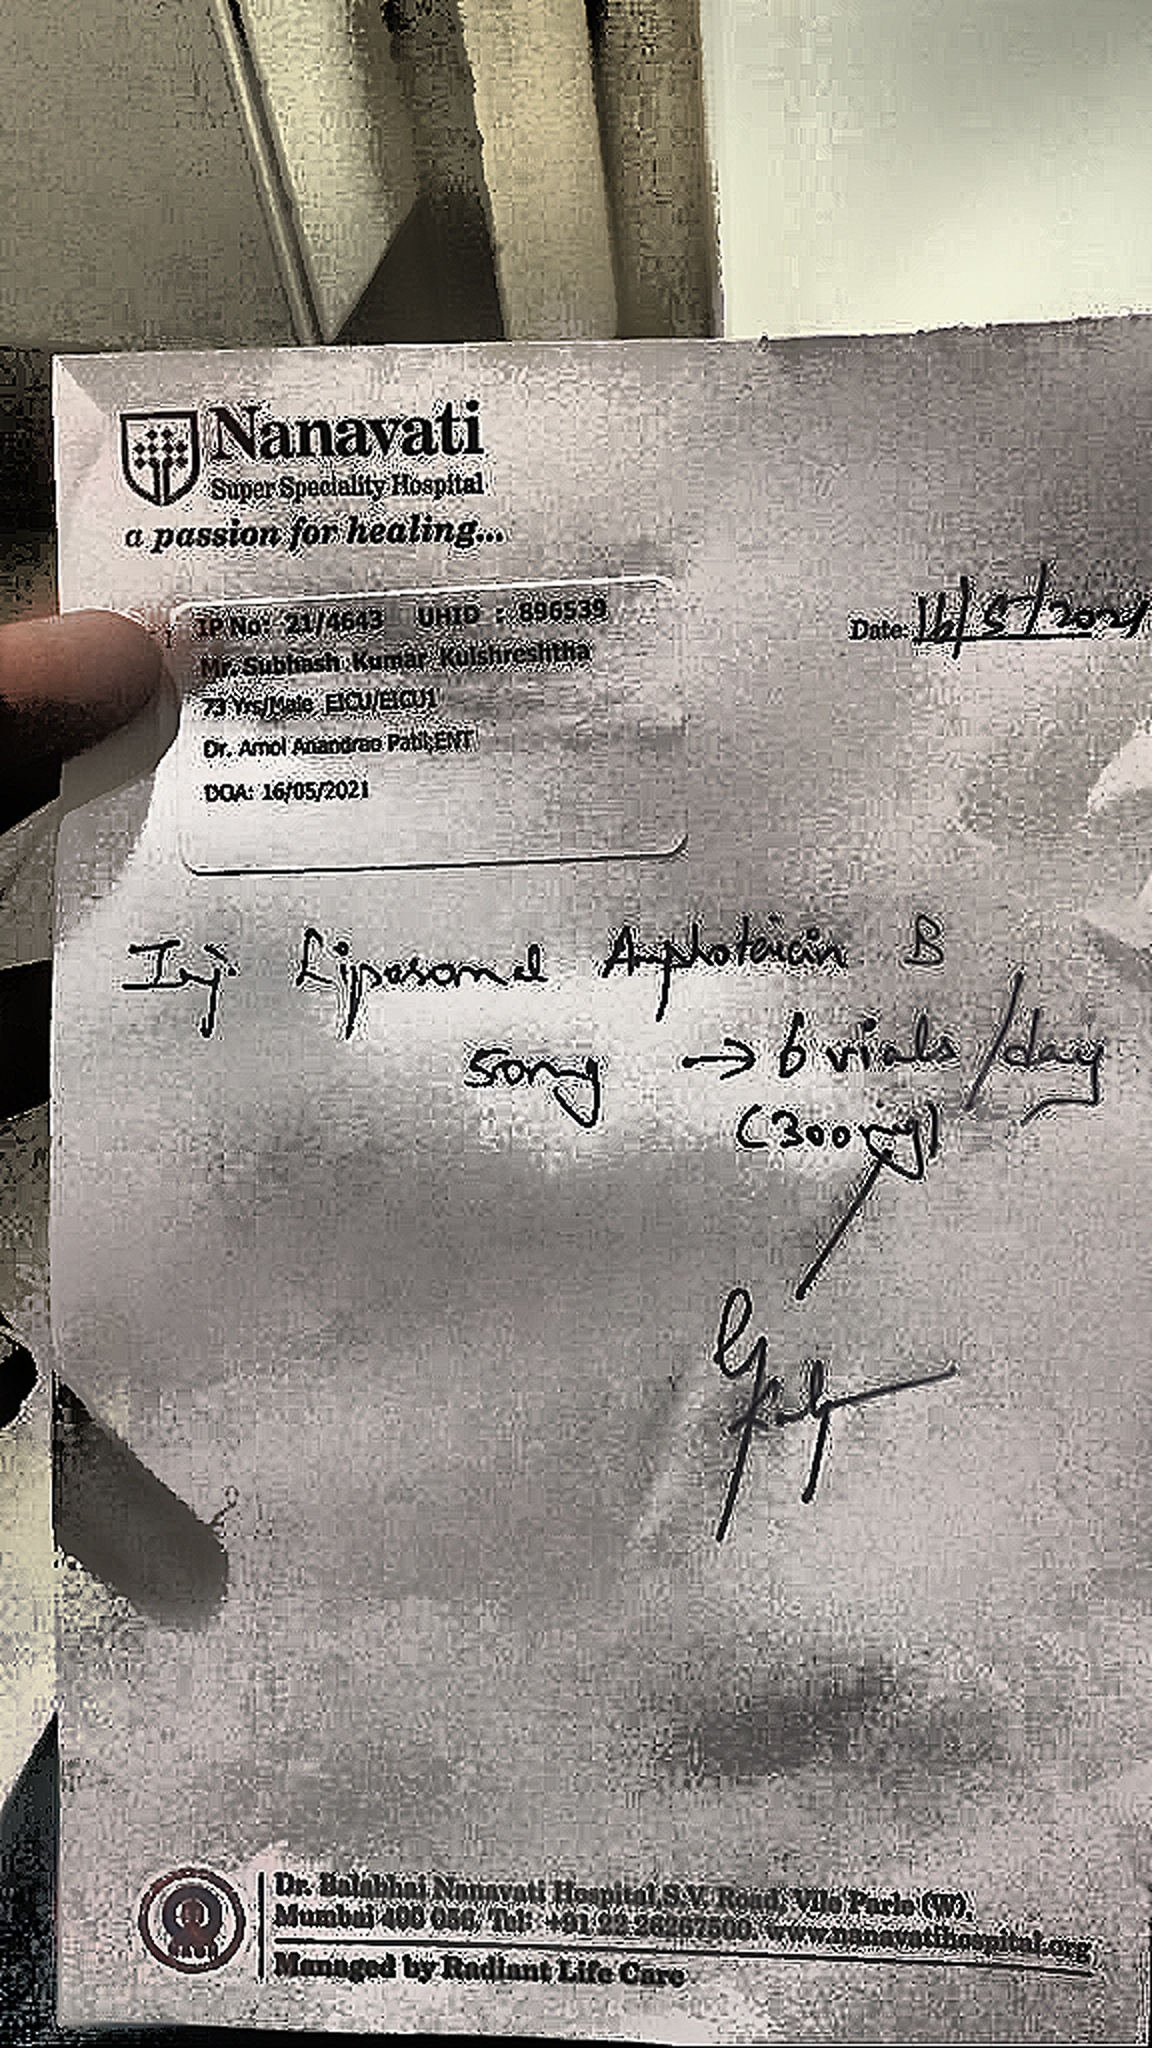 Nanavati
Super Speciality Hospital
a passion for healing...
IP No: 21/4643 UHID : 896539
Mr. Subhash Kumar Kulshreshtha
73 Yrs/Male EICU/EICU1
Dr. Amol Anandrao Patil,ENT
DOA: 16/05/2021
Date: 16/5/2021
Inj Liposomal Amphotericin B
50mg → 6 vials /day
(300mg)
Dr. Balabhai Nanavati Hospital S.V. Road, Vile Parle (W),
Mumbai 400 056, Tel: +91.22.26267500. www.nanavatihospital.org
Managed by Radiant Life Care